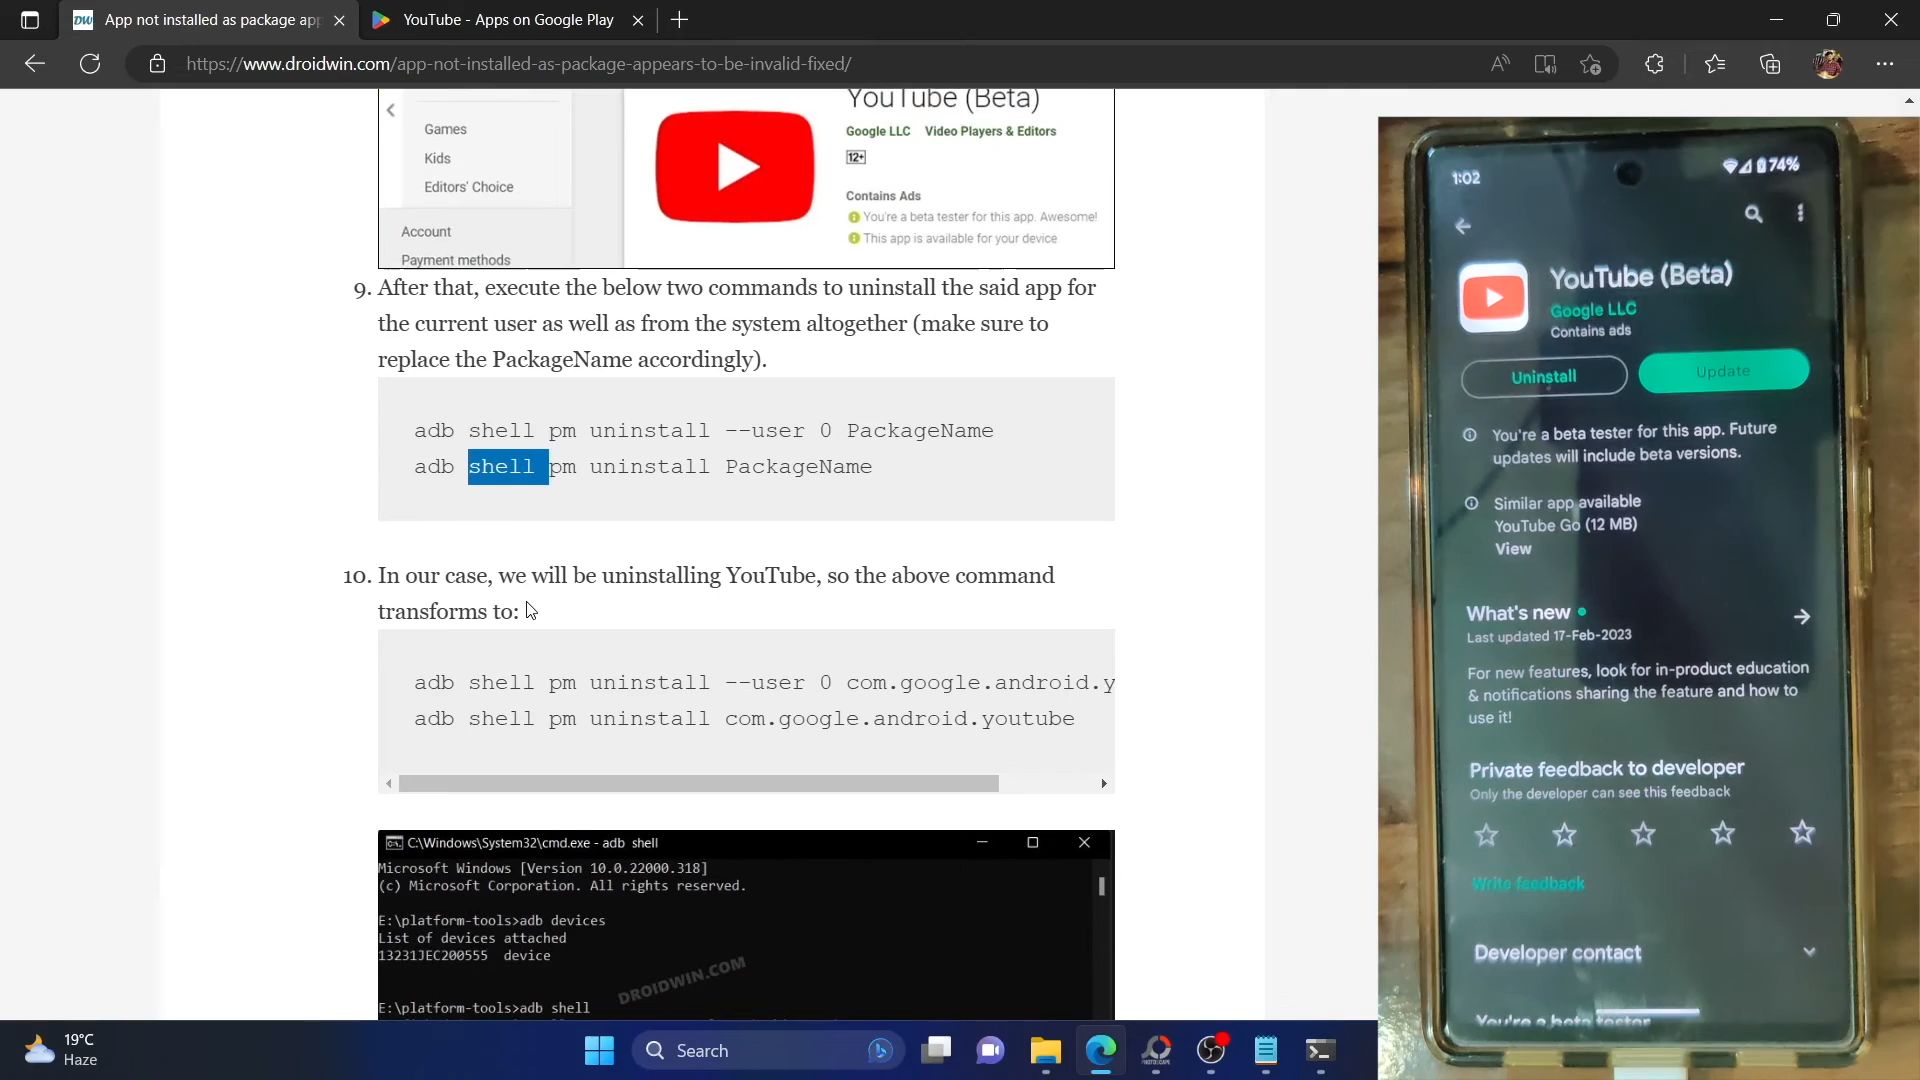 App not installed as package app
YouTube - Apps on Google Play
https://www.droidwin.com/app-not-installed-as-package-appears-to-be-invalid-fixed/
Games
Kids
Editors' Choice
Account
Payment methods
YouTube (Beta)
Google LLC Video Players & Editors
12+
Contains Ads
You're a beta tester for this app. Awesome!
This app is available for your device
9. After that, execute the below two commands to uninstall the said app for
the current user as well as from the system altogether (make sure to
replace the PackageName accordingly).
adb shell pm uninstall --user 0 PackageName
adb shell pm uninstall PackageName
10. In our case, we will be uninstalling YouTube, so the above command
transforms to:
adb shell pm uninstall --user 0 com.google.android.y
adb shell pm uninstall com.google.android.youtube
C:\Windows\System32\cmd.exe - adb shell
Microsoft Windows [Version 10.0.22000.318]
(c) Microsoft Corporation. All rights reserved.
E:\platform-tools>adb devices
List of devices attached
13231JEC200555 device
DROIDWIN.COM
E:\platform-tools>adb shell
1:02
74%
YouTube (Beta)
Google LLC
Contains ads
Uninstall
Update
You're a beta tester for this app. Future
updates will include beta versions.
Similar app available
YouTube Go (12 MB)
View
What's new
Last updated 17-Feb-2023
For new features, look for in-product education
& notifications sharing the feature and how to
use it!
Private feedback to developer
Only the developer can see this feedback
Write feedback
Developer contact
You're a beta tester
19°C
Haze
Search